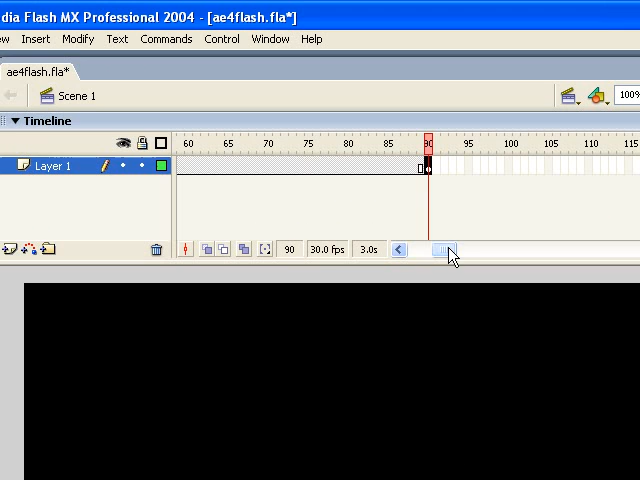 dia Flash MX Professional 2004 - [ae4flash.fla*]
ew Insert Modify Text Commands Control Window Help
ae4flash.fla*
Scene 1 100%
Timeline
60 65 70 75 80 85 90 95 100 105 110 115
Layer 1
90 30.0 fps 3.0s